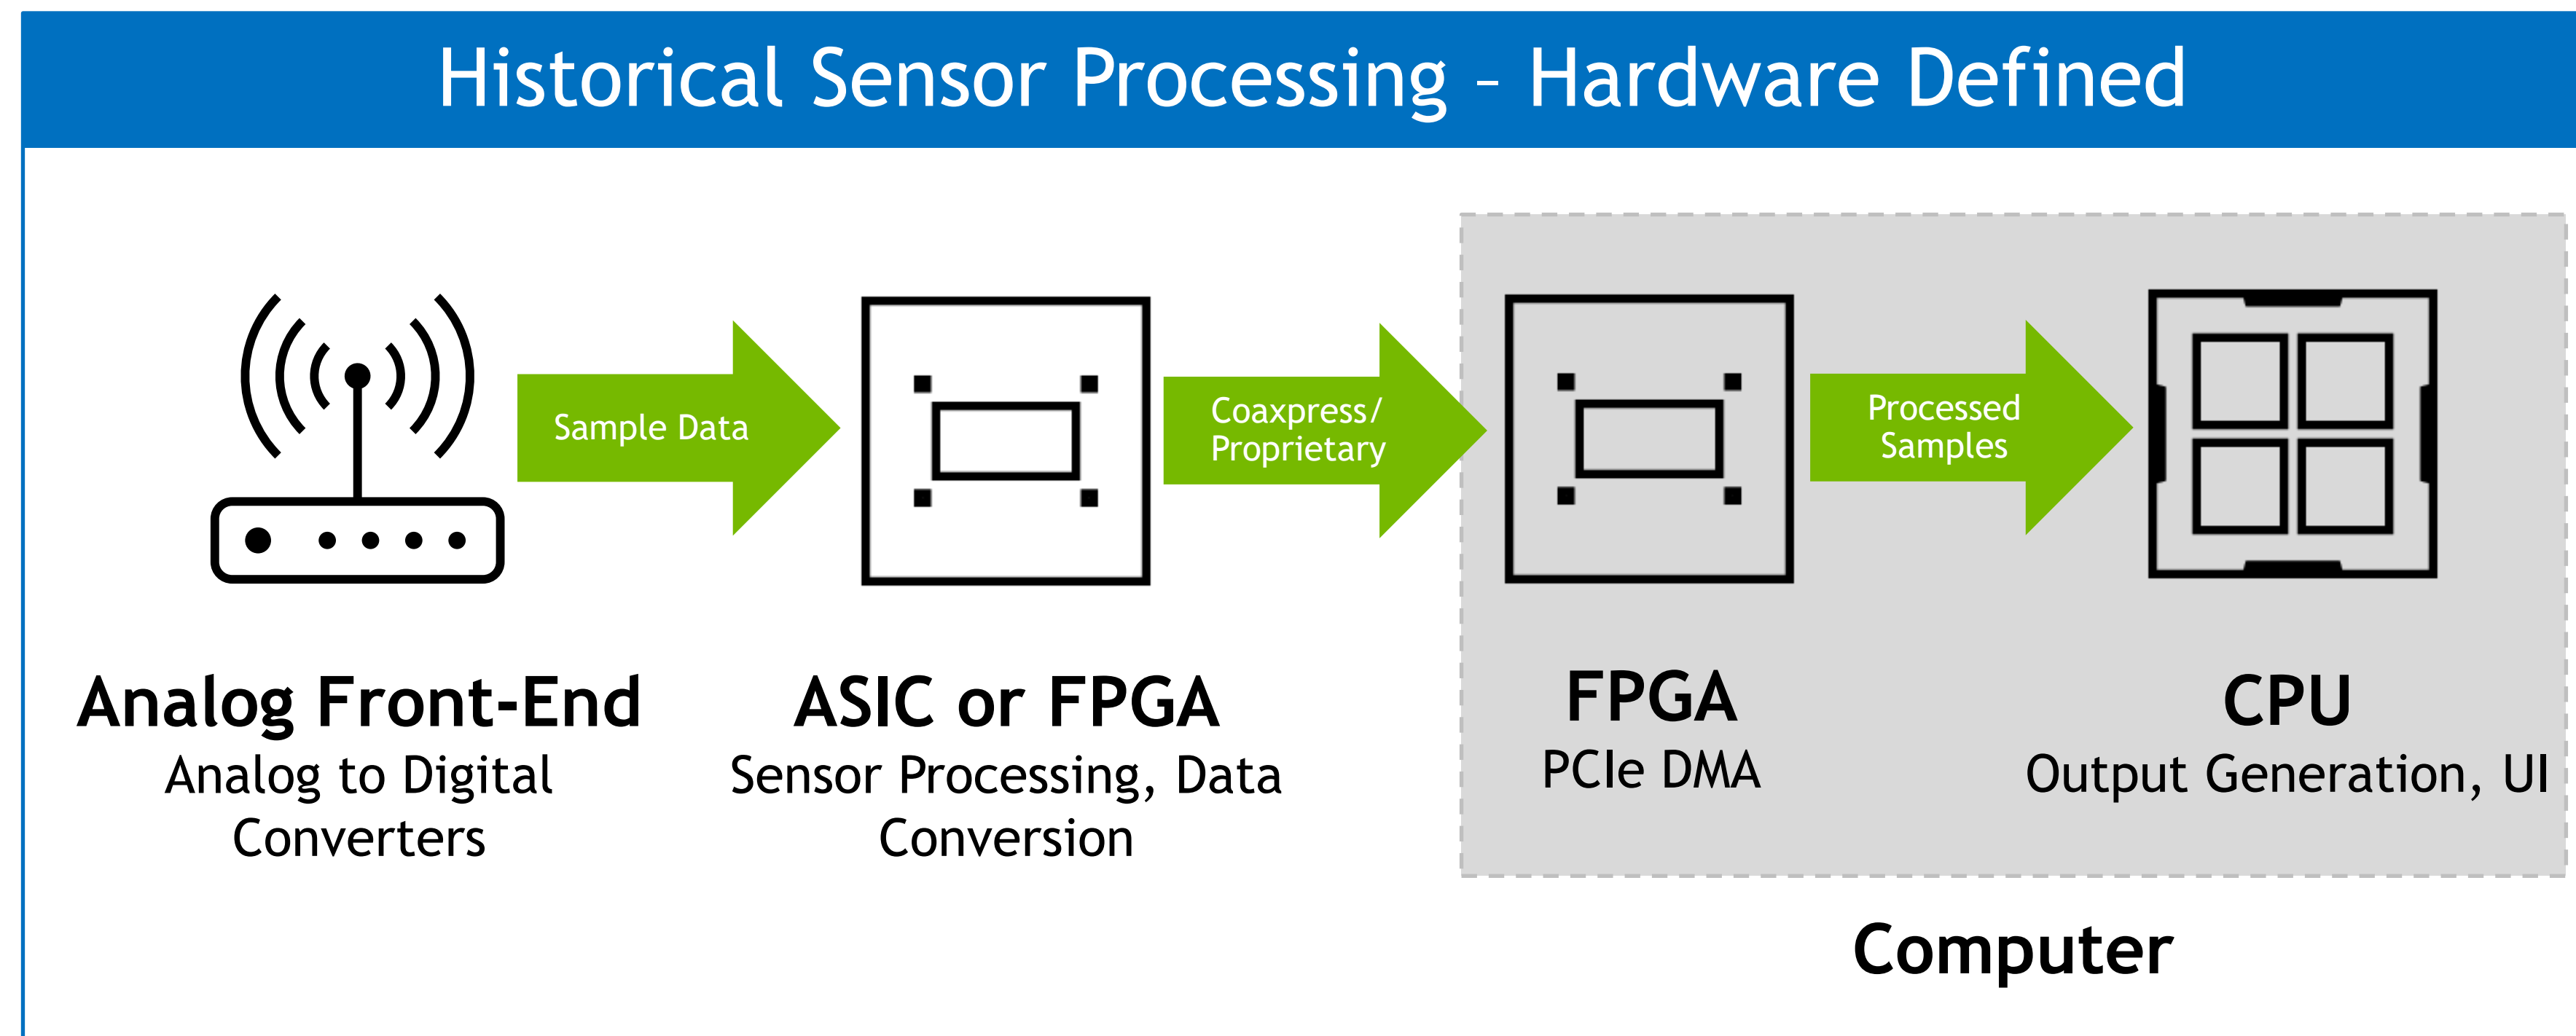 Historical Sensor Processing – Hardware Defined
Sample Data
Coaxpress/
Proprietary
Processed
Samples
Analog Front-End
Analog to Digital
Converters
ASIC or FPGA
Sensor Processing, Data
Conversion
FPGA
PCIe DMA
CPU
Output Generation, UI
Computer